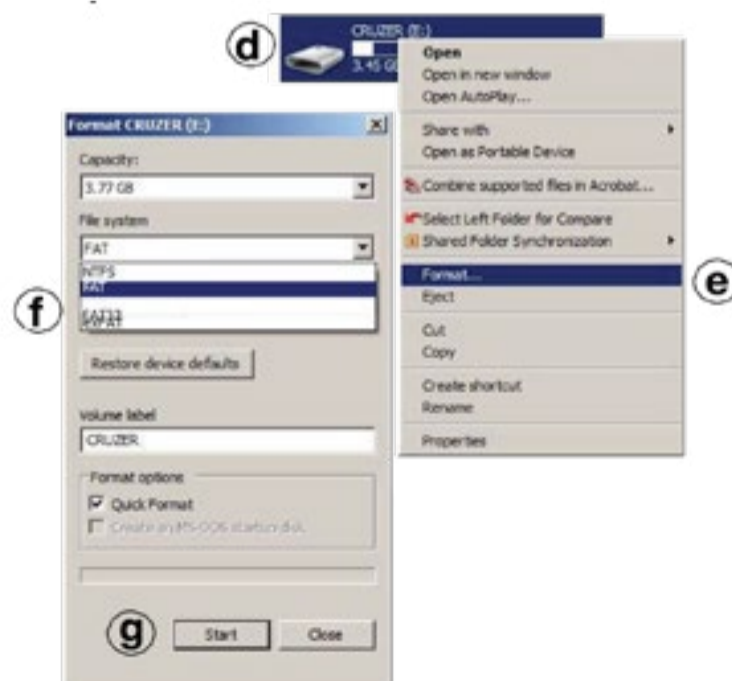 d
CRUZER (E:)
3.45 G
Open
Open in new window
Open AutoPlay...
Share with
Open as Portable Device
Combine supported files in Acrobat...
Select Left Folder for Compare
Shared Folder Synchronization
Format...
e
Eject
Cut
Copy
Create shortcut
Rename
Properties
Format CRUZER (E:)
Capacity:
3.77 GB
File system
FAT
NTFS
FAT
f
Restore device defaults
Volume label
CRUZER
Format options
Quick Format
Create an MS-DOS startup disk
g
Start
Close